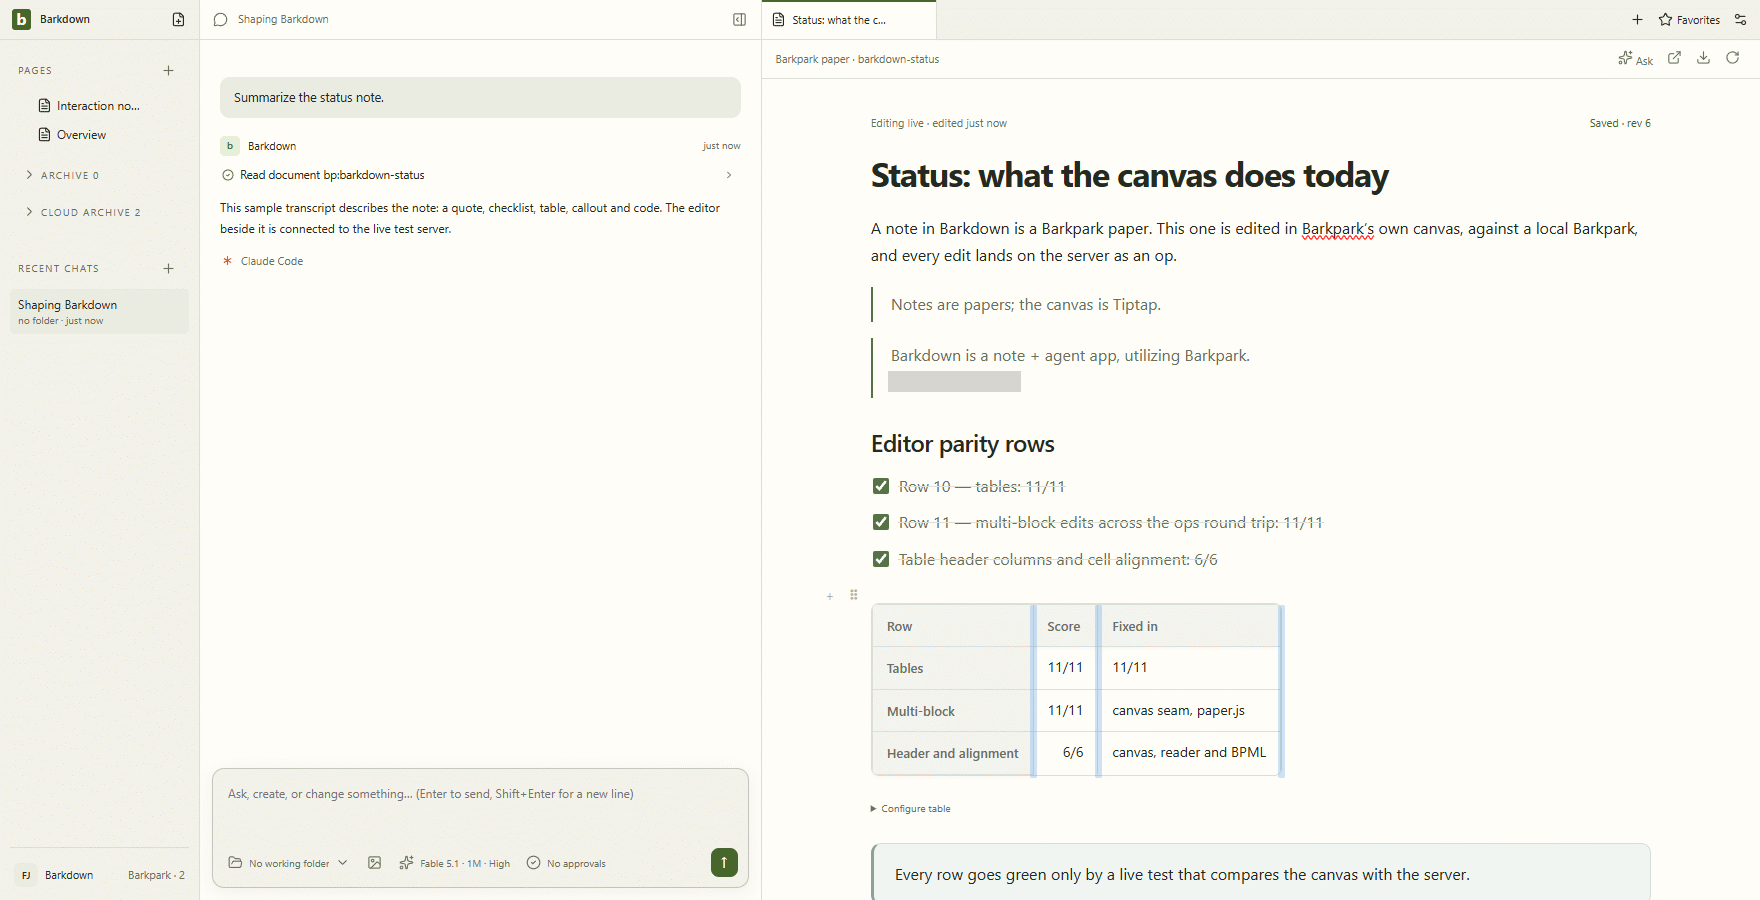 b Barkdown
PAGES
Interaction no...
Overview
ARCHIVE 0
CLOUD ARCHIVE 2
RECENT CHATS
Shaping Barkdown
no folder · just now
FJ Barkdown Barkpark · 2
Shaping Barkdown
Summarize the status note.
b Barkdown just now
Read document bp:barkdown-status
This sample transcript describes the note: a quote, checklist, table, callout and code. The editor
beside it is connected to the live test server.
Claude Code
Ask, create, or change something... (Enter to send, Shift+Enter for a new line)
No working folder Fable 5.1 · 1M · High No approvals
Status: what the c...
Favorites
Barkpark paper · barkdown-status
Ask
Editing live · edited just now Saved · rev 6
Status: what the canvas does today
A note in Barkdown is a Barkpark paper. This one is edited in Barkpark's own canvas, against a local Barkpark,
and every edit lands on the server as an op.
Notes are papers; the canvas is Tiptap.
Barkdown is a note + agent app, utilizing Barkpark.
Editor parity rows
Row 10 — tables: 11/11
Row 11 — multi-block edits across the ops round trip: 11/11
Table header columns and cell alignment: 6/6
Row Score Fixed in
Tables 11/11 11/11
Multi-block 11/11 canvas seam, paper.js
Header and alignment 6/6 canvas, reader and BPML
Configure table
Every row goes green only by a live test that compares the canvas with the server.